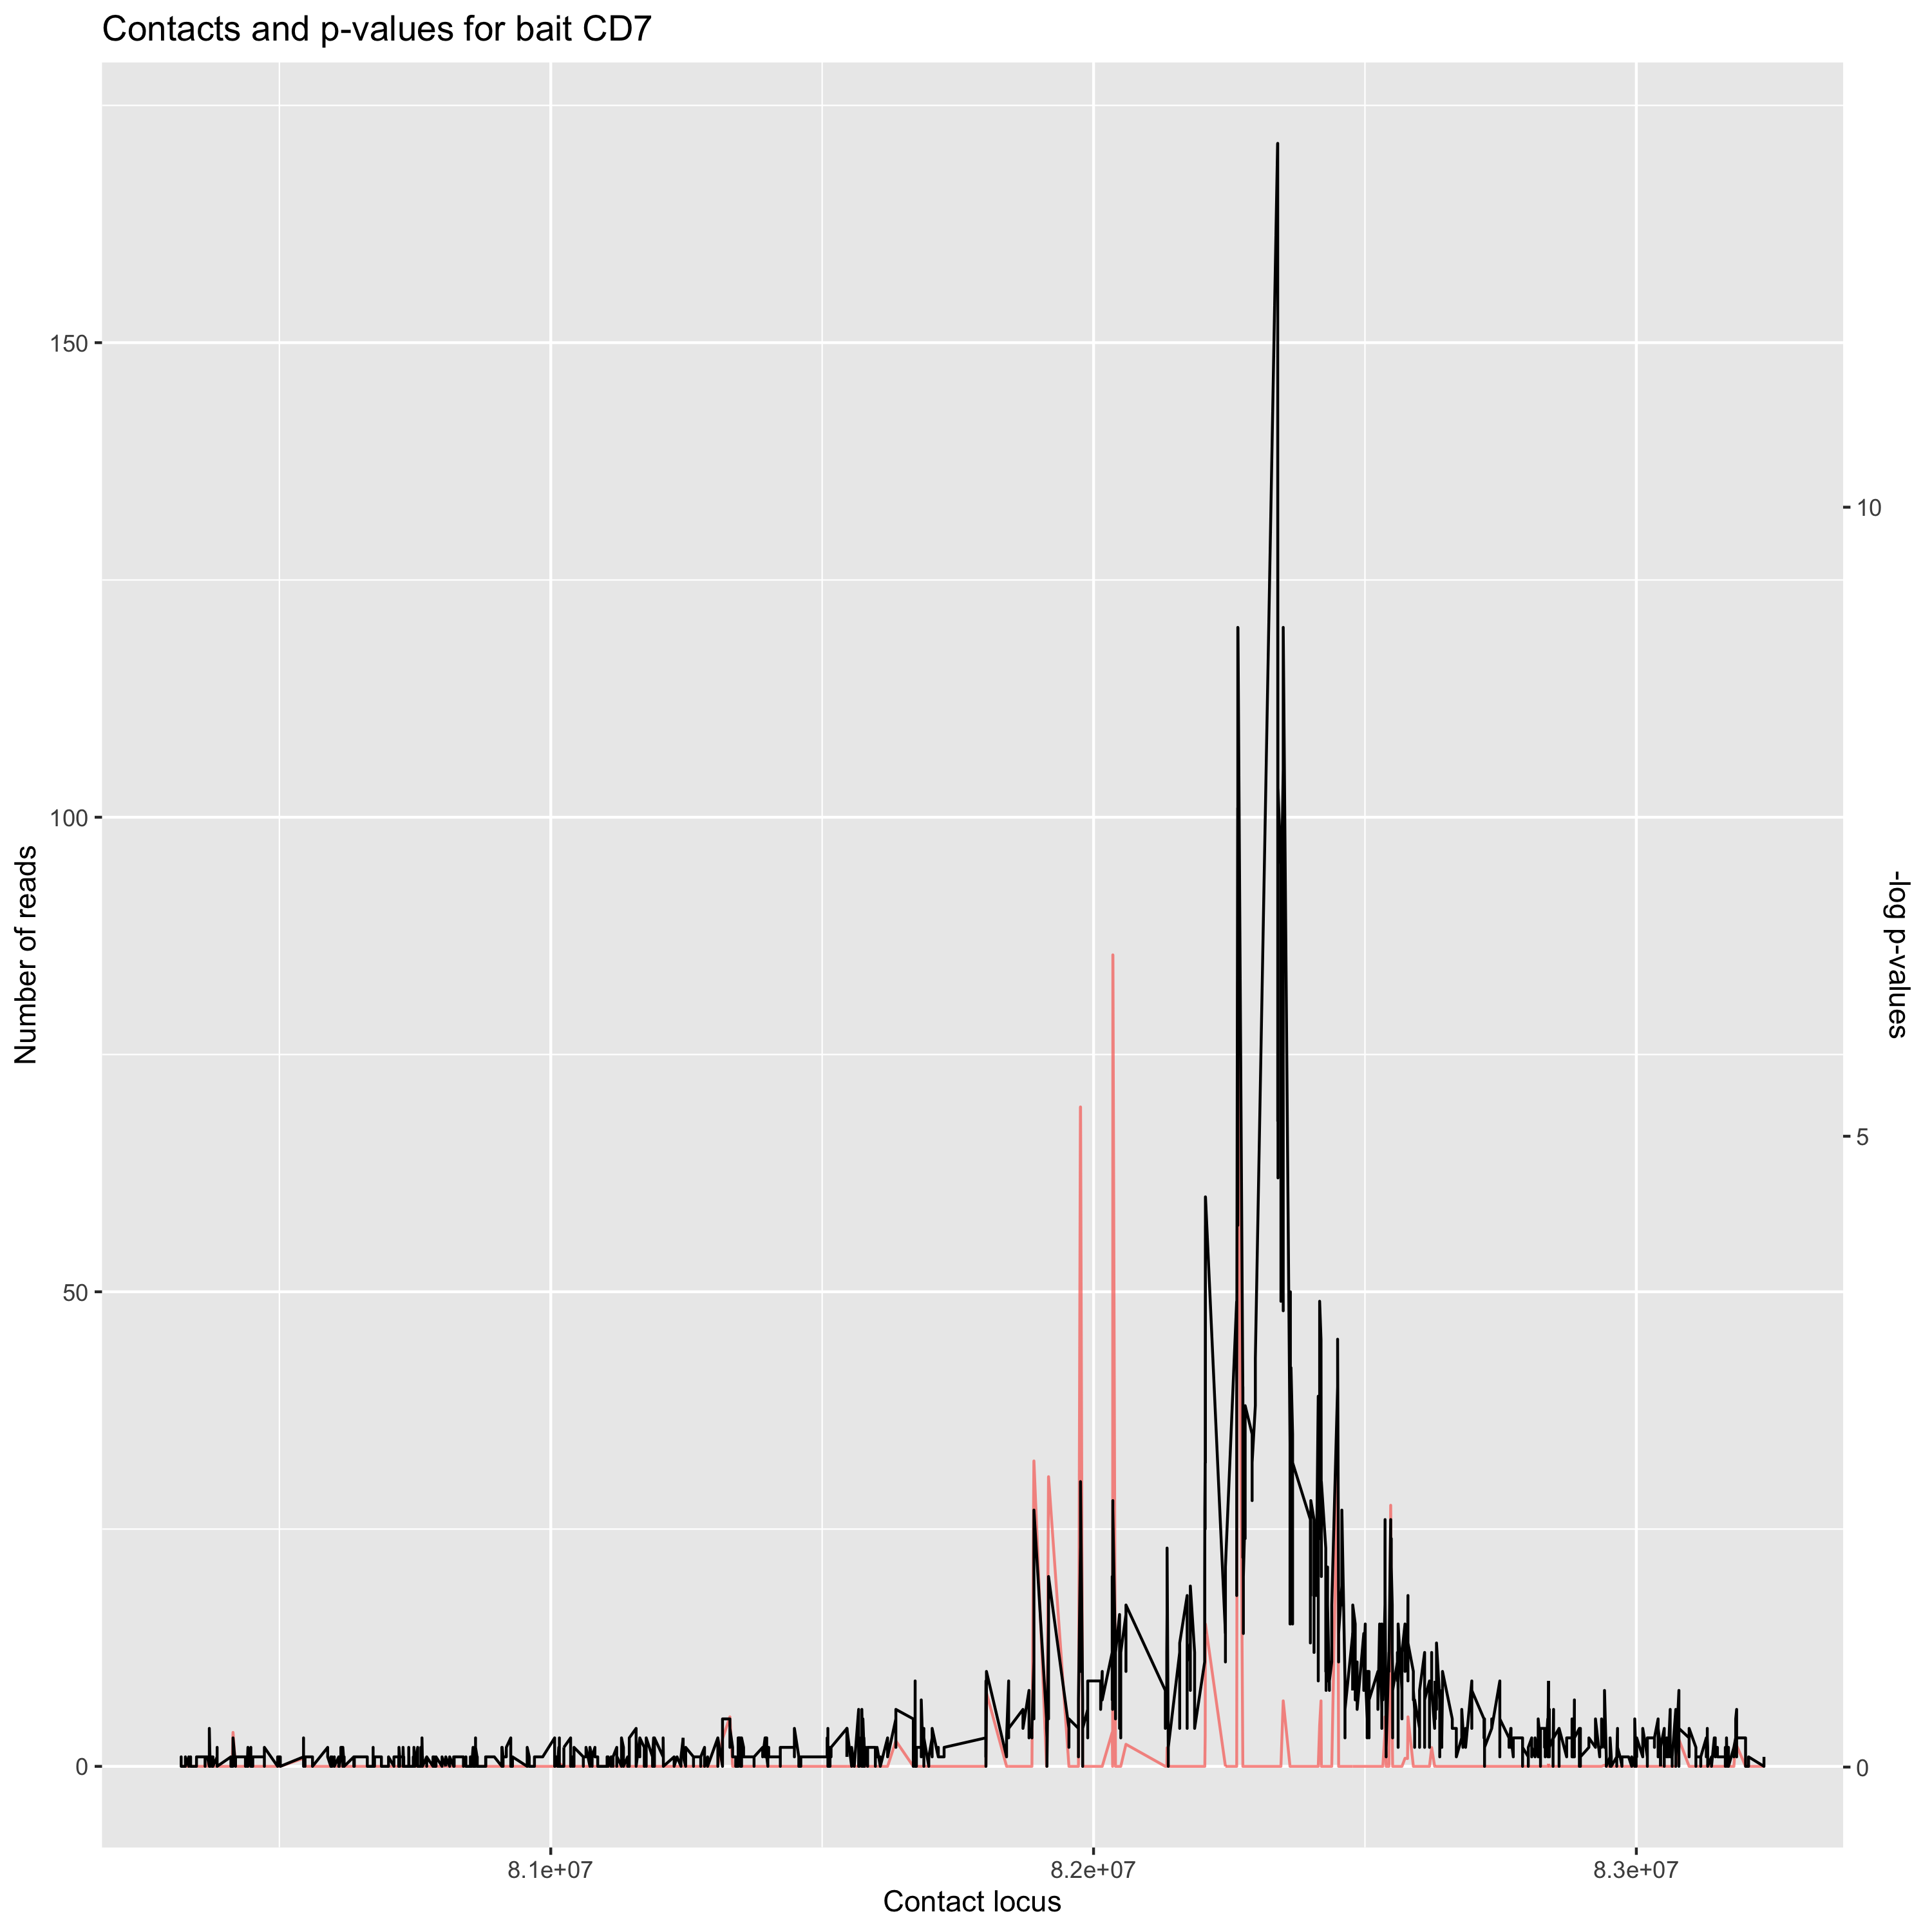 Contacts and p-values for bait CD7
150
100
50
0
Number of reads
10
5
0
-log p-values
8.1e+07
8.2e+07
8.3e+07
Contact locus